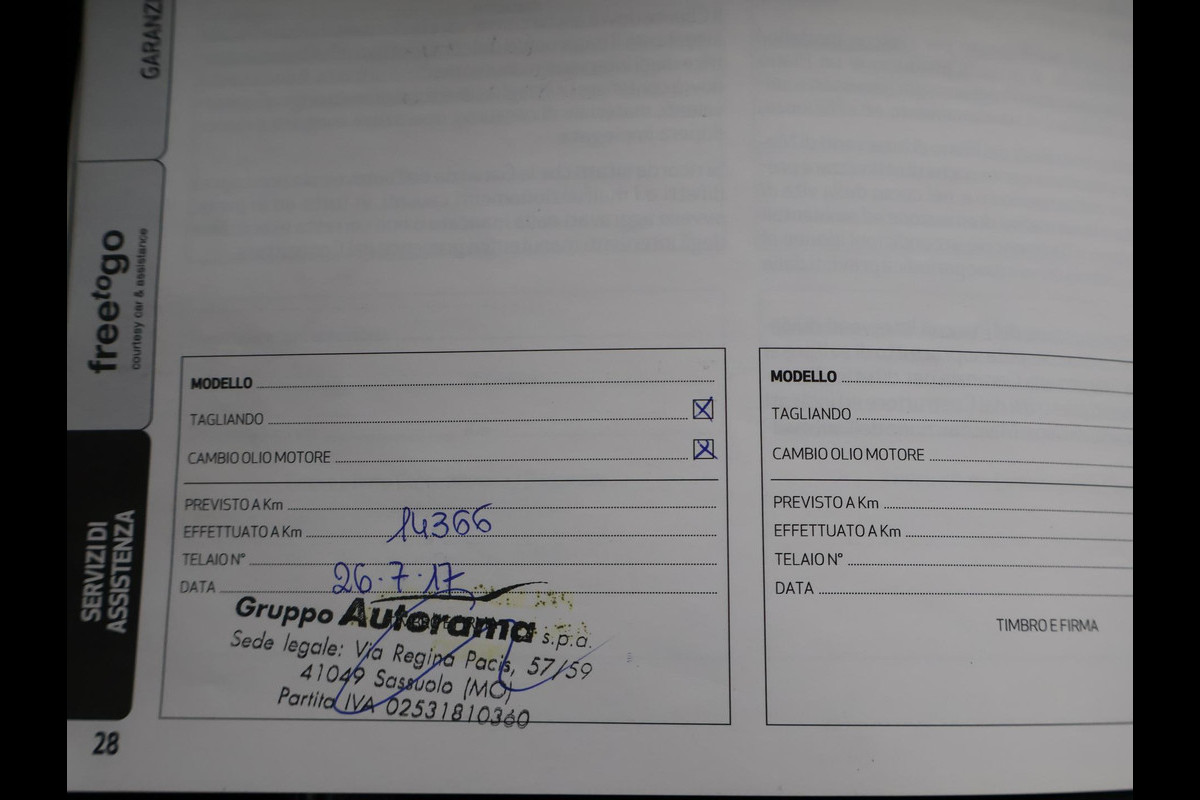 GARANZ
freetogo
courtesy car & assistance
SERVIZI DI
ASSISTENZA
MODELLO
TAGLIANDO
CAMBIO OLIO MOTORE
PREVISTO A Km
EFFETTUATO A Km 14366
TELAIO N°
DATA 26.7.17
Gruppo Autorama s.p.a.
Sede legale: Via Regina Pacis, 57/59
41049 Sassuolo (MO)
Partita IVA 02531810360
MODELLO
TAGLIANDO
CAMBIO OLIO MOTORE
PREVISTO A Km
EFFETTUATO A Km
TELAIO N°
DATA
TIMBRO E FIRMA
28